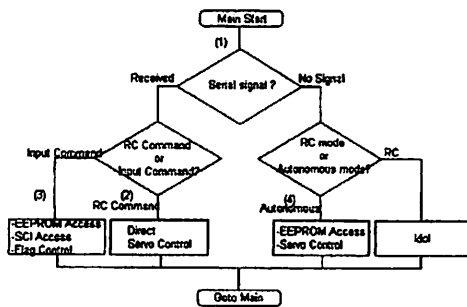 Main Start
(1)
Received
Serial signal ?
No Signal
RC Command
or
Input Command?
RC mode
or
Autonomous mode?
Input Command
RC
(3)
(2)
RC Command
(4)
Autonomous
-EEPROM Access
-SCI Access
-Flag Control
Direct
Servo Control
-EEPROM Access
-Servo Control
Idol
Goto Main